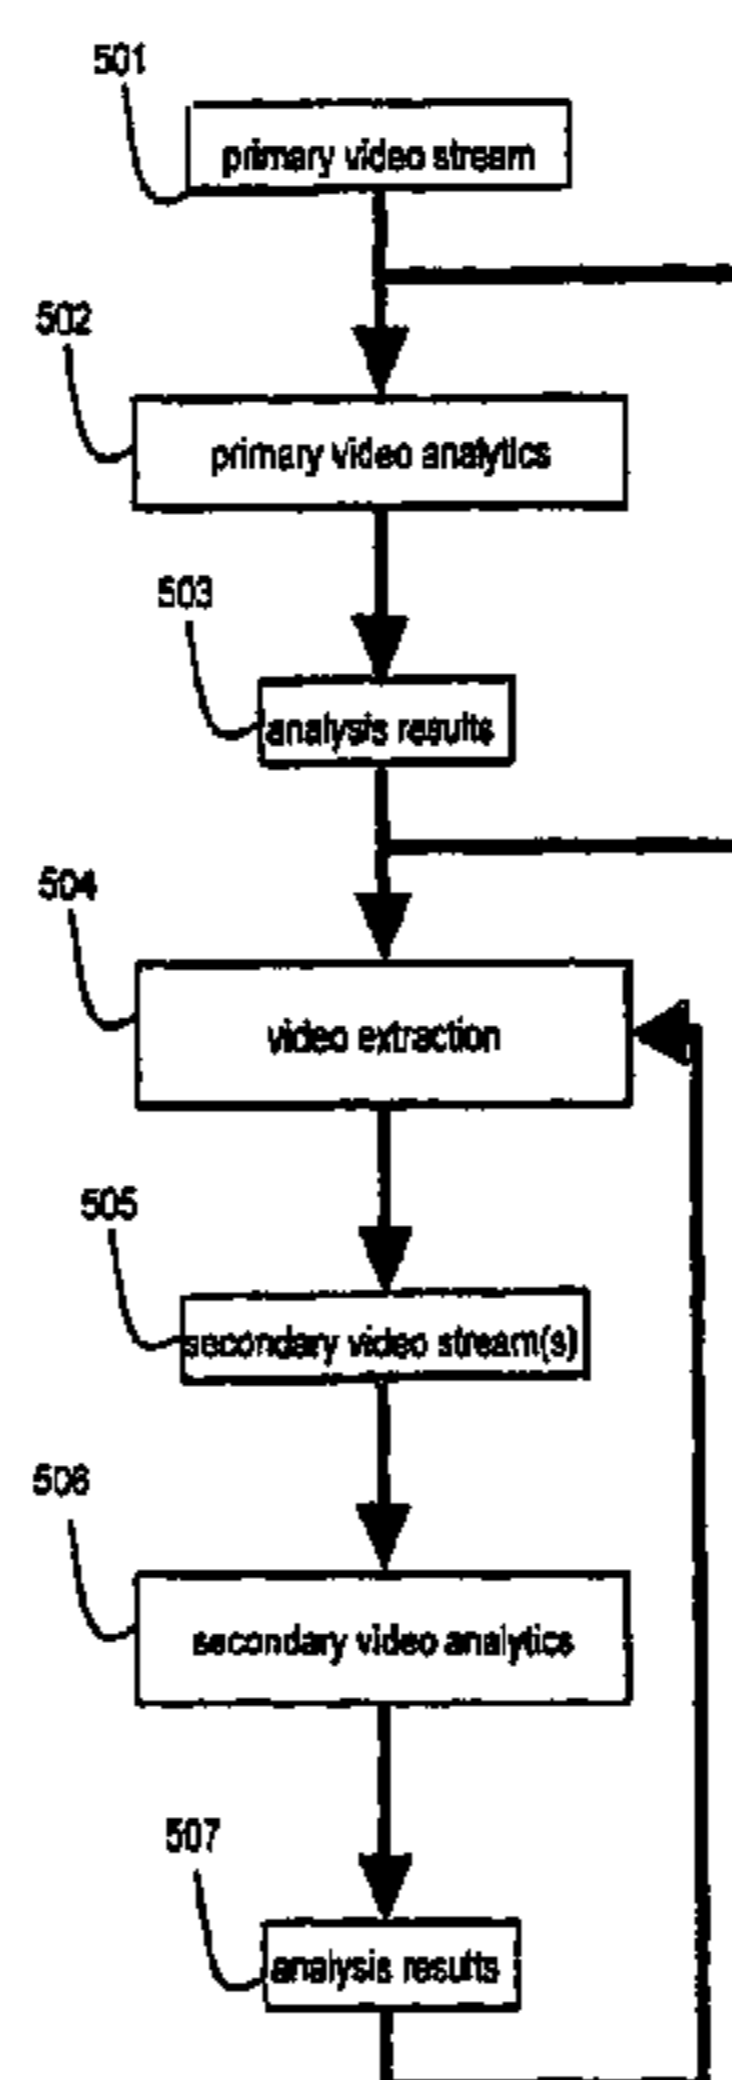 501
primary video stream
502
primary video analytics
503
analysis results
504
video extraction
505
secondary video stream(s)
506
secondary video analytics
507
analysis results